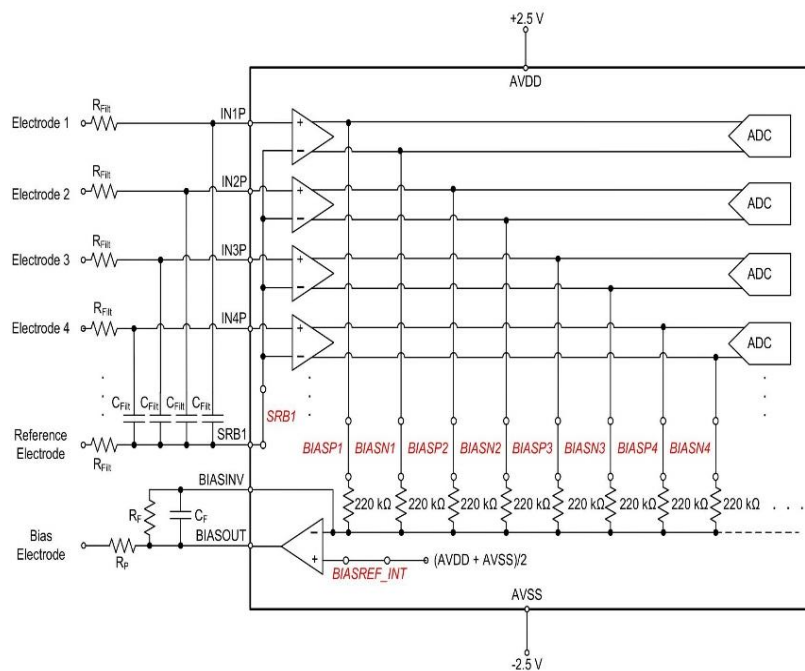 +2.5 V
AVDD
Electrode 1
RFilt
IN1P
+
−
ADC
Electrode 2
RFilt
IN2P
+
−
ADC
Electrode 3
RFilt
IN3P
+
−
ADC
Electrode 4
RFilt
IN4P
+
−
ADC
CFilt CFilt CFilt CFilt
SRB1
SRB1
Reference
Electrode
RFilt
BIASP1 BIASN1 BIASP2 BIASN2 BIASP3 BIASN3 BIASP4 BIASN4
BIASINV
220 kΩ 220 kΩ 220 kΩ 220 kΩ 220 kΩ 220 kΩ 220 kΩ 220 kΩ
RF
CF
BIASOUT
Bias
Electrode
RP
−
+
(AVDD + AVSS)/2
BIASREF_INT
AVSS
-2.5 V